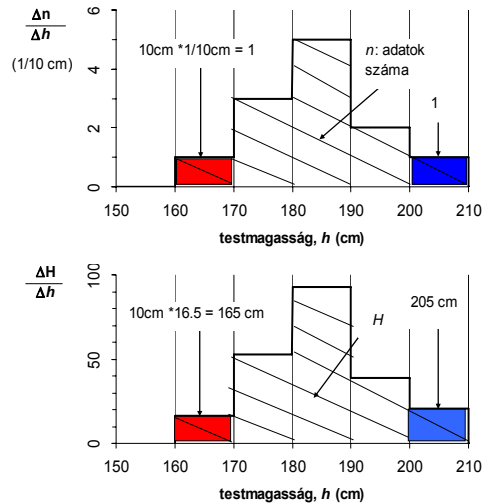 Δn
Δh
(1/10 cm)
6
4
2
0
10cm *1/10cm = 1
n: adatok
száma
1
150 160 170 180 190 200 210
testmagasság, h (cm)
ΔH
Δh
100
50
0
10cm *16.5 = 165 cm
H
205 cm
150 160 170 180 190 200 210
testmagasság, h (cm)